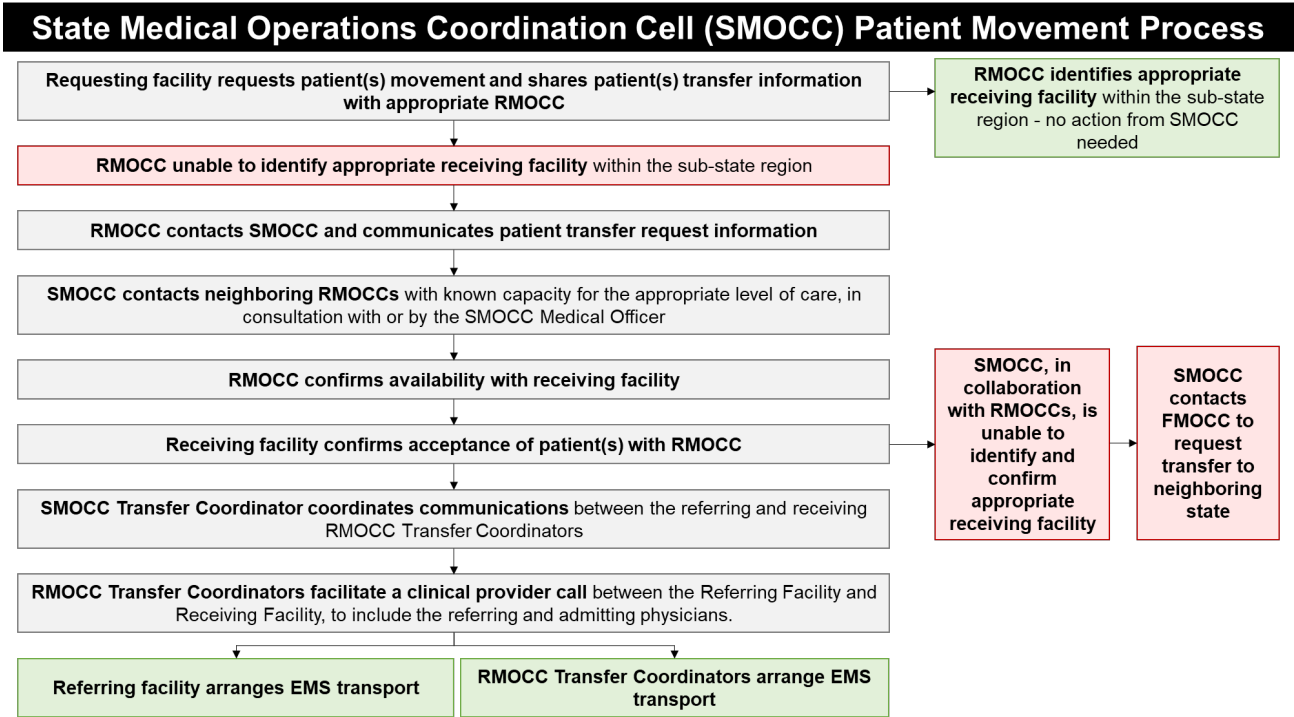 State Medical Operations Coordination Cell (SMOCC) Patient Movement Process
Requesting facility requests patient(s) movement and shares patient(s) transfer information
with appropriate RMOCC
RMOCC identifies appropriate
receiving facility within the sub-state
region - no action from SMOCC
needed
RMOCC unable to identify appropriate receiving facility within the sub-state region
RMOCC contacts SMOCC and communicates patient transfer request information
SMOCC contacts neighboring RMOCCs with known capacity for the appropriate level of care, in
consultation with or by the SMOCC Medical Officer
RMOCC confirms availability with receiving facility
Receiving facility confirms acceptance of patient(s) with RMOCC
SMOCC, in
collaboration
with RMOCCs, is
unable to
identify and
confirm
appropriate
receiving facility
SMOCC
contacts
FMOCC to
request
transfer to
neighboring
state
SMOCC Transfer Coordinator coordinates communications between the referring and receiving
RMOCC Transfer Coordinators
RMOCC Transfer Coordinators facilitate a clinical provider call between the Referring Facility and
Receiving Facility, to include the referring and admitting physicians.
Referring facility arranges EMS transport
RMOCC Transfer Coordinators arrange EMS
transport